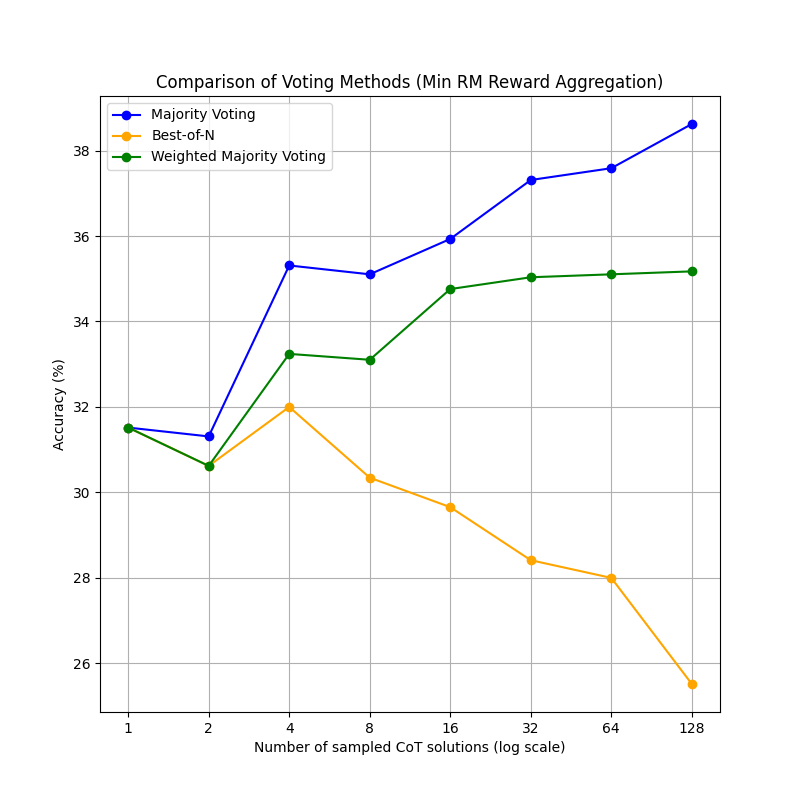 Comparison of Voting Methods (Min RM Reward Aggregation)
Majority Voting
Best-of-N
Weighted Majority Voting
38
36
34
32
30
28
26
Accuracy (%)
1 2 4 8 16 32 64 128
Number of sampled CoT solutions (log scale)